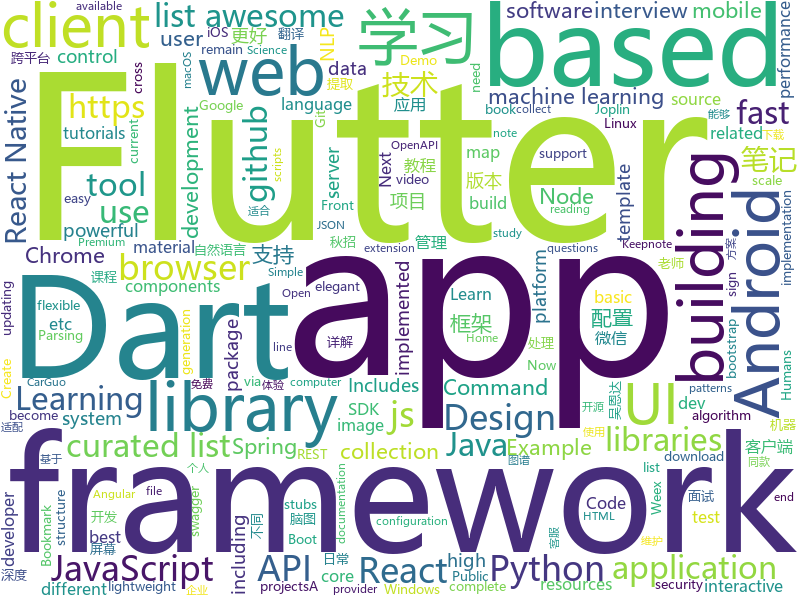 available iOS 翻译 list awesome software interview mobile
client user 更好 学习 based
跨平台 remain Science macOS control web NLP 提取 Demo 技术 machine learning performance
https data 应用 language book collect source
React Native tutorials development github Google current Git 教程 Linux Joplin 能够 下载 related fast
Flutter
tool server Next note map OpenAPI video 版本 support 笔记
use powerful easy scripts 适合 项目 Front build Node template scale
Chrome material 自然语言 秋招 管理 JSON reading platform building Android
browser 支持 extension study questions Keepnote 方案 implementation
updating components 课程 Premium Simple Open elegant Learn basic 老师 sign
etc flexible Dart app 框架 配置
Parsing generation package line 详解 implemented Home 处理 微信 bootstrap
Create CarGuo via 免费 体验 computer Now dev Humans
Learning library Includes Command SDK 吴恩达 开源 algorithm patterns become
system image js Design UI 机器
适配 curated list Spring REST collection Java Example libraries 客户端
基于 个人 图谱 使用 download 同款
framework
developer Angular file swagger stubs 脑图 documentation configuration 客服 list Weex 面试 end
Bookmark 开发 structure including Boot 不同 Code test
best API 屏幕 React Python HTML 维护
JavaScript core high Public application
different projectsA 日常 complete resources
深度 lightweight 企业 cross need Windows provider security interactive